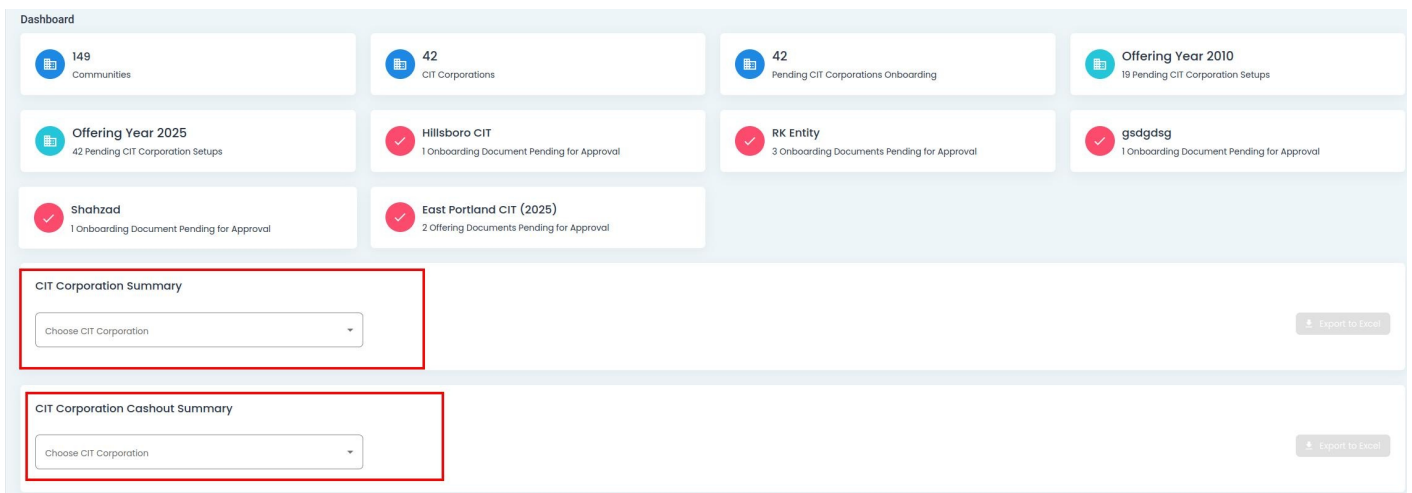 Dashboard
149
Communities
42
CIT Corporations
42
Pending CIT Corporations Onboarding
Offering Year 2010
19 Pending CIT Corporation Setups
Offering Year 2025
42 Pending CIT Corporation Setups
Hillsboro CIT
1 Onboarding Document Pending for Approval
RK Entity
3 Onboarding Documents Pending for Approval
gsdgdsg
1 Onboarding Document Pending for Approval
Shahzad
1 Onboarding Document Pending for Approval
East Portland CIT (2025)
2 Offering Documents Pending for Approval
CIT Corporation Summary
Choose CIT Corporation
Export to Excel
CIT Corporation Cashout Summary
Choose CIT Corporation
Export to Excel